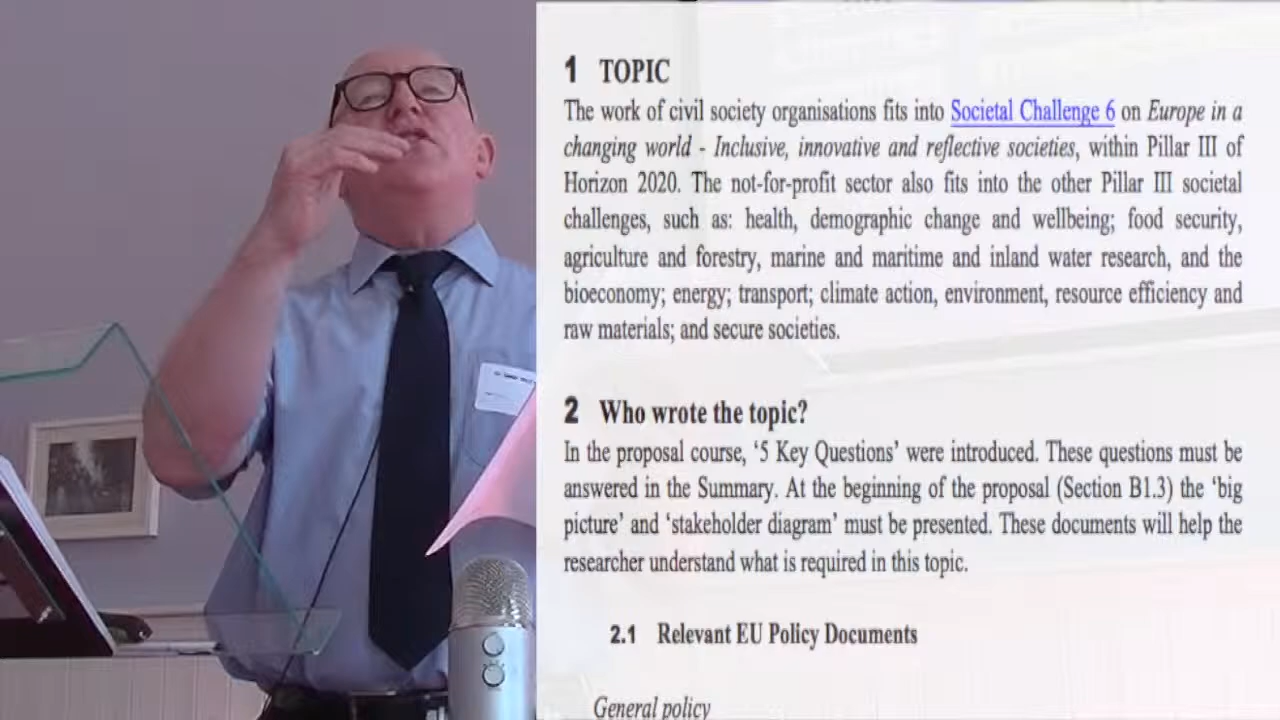 1 TOPIC
The work of civil society organisations fits into Societal Challenge 6 on Europe in a
changing world - Inclusive, innovative and reflective societies, within Pillar III of
Horizon 2020. The not-for-profit sector also fits into the other Pillar III societal
challenges, such as: health, demographic change and wellbeing; food security,
agriculture and forestry, marine and maritime and inland water research, and the
bioeconomy; energy; transport; climate action, environment, resource efficiency and
raw materials; and secure societies.
2 Who wrote the topic?
In the proposal course, ‘5 Key Questions’ were introduced. These questions must be
answered in the Summary. At the beginning of the proposal (Section B1.3) the ‘big
picture’ and ‘stakeholder diagram’ must be presented. These documents will help the
researcher understand what is required in this topic.
2.1 Relevant EU Policy Documents
General policy